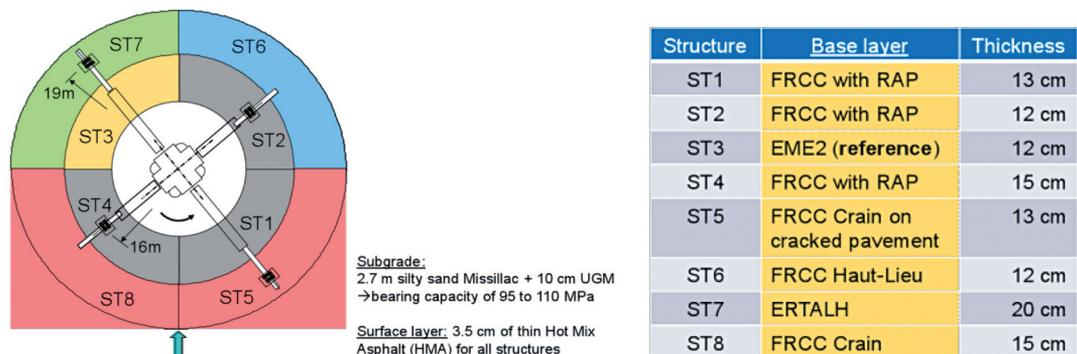 ST7
ST6
19m
ST3
ST2
ST4
ST1
16m
ST8
ST5
Subgrade:
2.7 m silty sand Missillac + 10 cm UGM
→bearing capacity of 95 to 110 MPa
Surface layer: 3.5 cm of thin Hot Mix
Asphalt (HMA) for all structures
Structure Base layer Thickness
ST1 FRCC with RAP 13 cm
ST2 FRCC with RAP 12 cm
ST3 EME2 (reference) 12 cm
ST4 FRCC with RAP 15 cm
ST5 FRCC Crain on 13 cm
cracked pavement
ST6 FRCC Haut-Lieu 12 cm
ST7 ERTALH 20 cm
ST8 FRCC Crain 15 cm